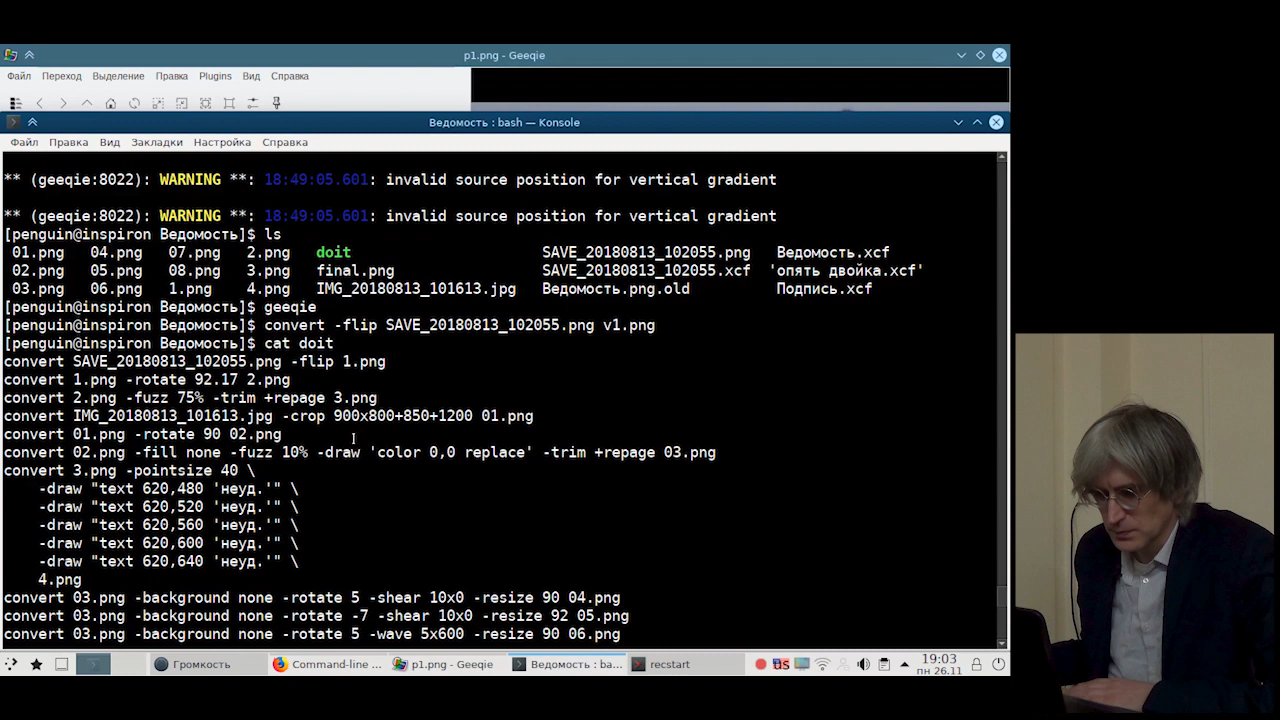 p1.png - Geeqie
Файл Переход Выделение Правка Plugins Вид Справка
Ведомость : bash — Konsole
Файл Правка Вид Закладки Настройка Справка
** (geeqie:8022): WARNING **: 18:49:05.601: invalid source position for vertical gradient
** (geeqie:8022): WARNING **: 18:49:05.601: invalid source position for vertical gradient
[penguin@inspiron Ведомость]$ ls
01.png 04.png 07.png 2.png doit SAVE_20180813_102055.png Ведомость.xcf
02.png 05.png 08.png 3.png final.png SAVE_20180813_102055.xcf 'опять двойка.xcf'
03.png 06.png 1.png 4.png IMG_20180813_101613.jpg Ведомость.png.old Подпись.xcf
[penguin@inspiron Ведомость]$ geeqie
[penguin@inspiron Ведомость]$ convert -flip SAVE_20180813_102055.png v1.png
[penguin@inspiron Ведомость]$ cat doit
convert SAVE_20180813_102055.png -flip 1.png
convert 1.png -rotate 92.17 2.png
convert 2.png -fuzz 75% -trim +repage 3.png
convert IMG_20180813_101613.jpg -crop 900x800+850+1200 01.png
convert 01.png -rotate 90 02.png
convert 02.png -fill none -fuzz 10% -draw 'color 0,0 replace' -trim +repage 03.png
convert 3.png -pointsize 40 \
-draw "text 620,480 'неуд.'" \
-draw "text 620,520 'неуд.'" \
-draw "text 620,560 'неуд.'" \
-draw "text 620,600 'неуд.'" \
-draw "text 620,640 'неуд.'" \
4.png
convert 03.png -background none -rotate 5 -shear 10x0 -resize 90 04.png
convert 03.png -background none -rotate -7 -shear 10x0 -resize 92 05.png
convert 03.png -background none -rotate 5 -wave 5x600 -resize 90 06.png
Громкость Command-line ... p1.png - Geeqie Ведомость : ba... recstart us 19:03
пн 26.11